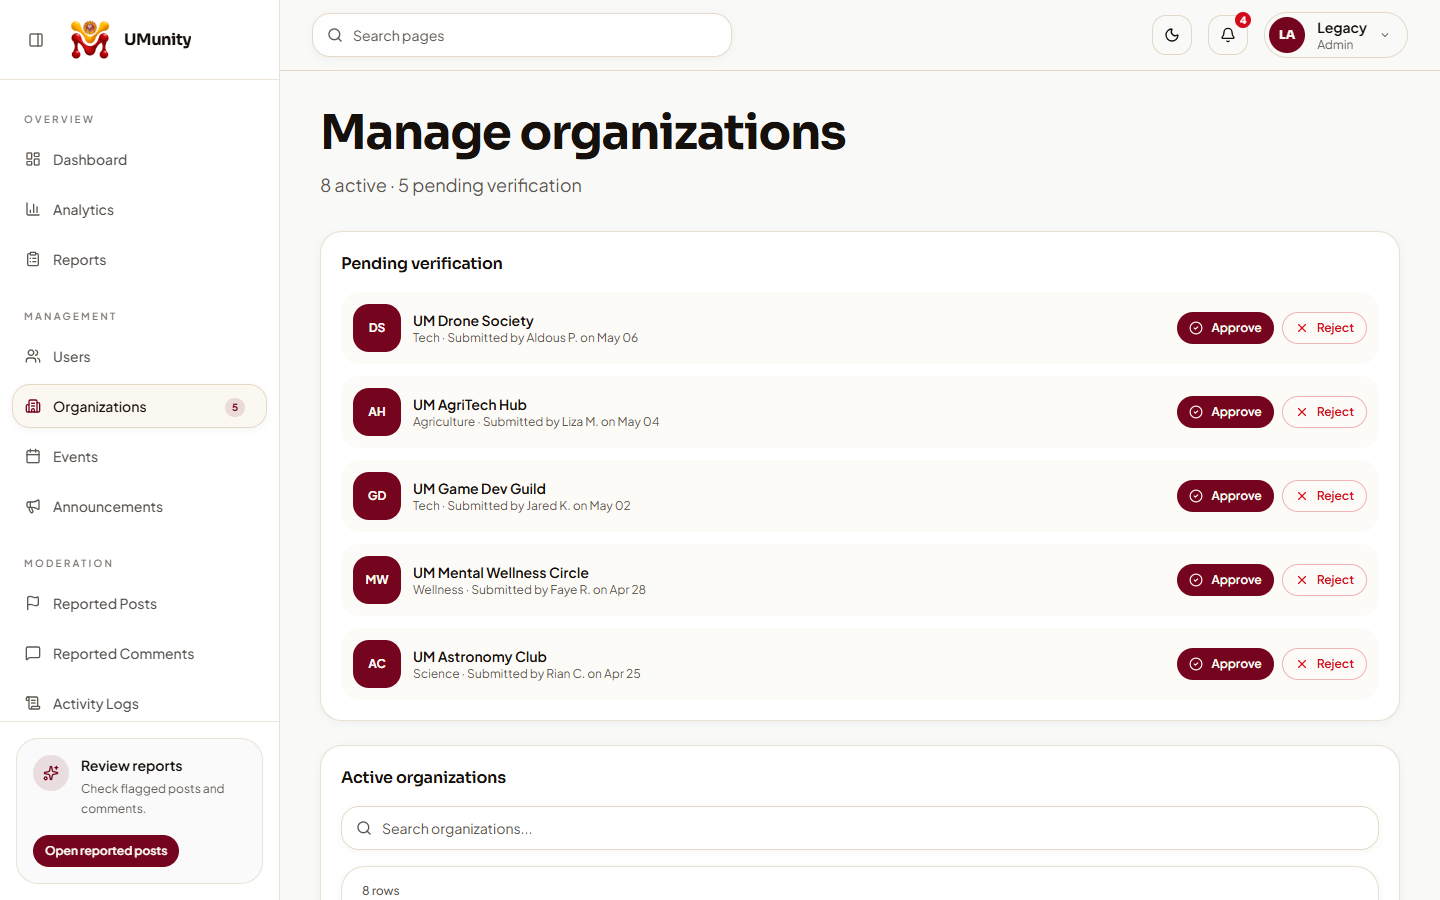 UMunity
Search pages
4
LA
Legacy
Admin
OVERVIEW
Dashboard
Analytics
Reports
MANAGEMENT
Users
Organizations
5
Events
Announcements
MODERATION
Reported Posts
Reported Comments
Activity Logs
Review reports
Check flagged posts and
comments.
Open reported posts
Manage organizations
8 active · 5 pending verification
Pending verification
DS
UM Drone Society
Tech · Submitted by Aldous P. on May 06
Approve
Reject
AH
UM AgriTech Hub
Agriculture · Submitted by Liza M. on May 04
Approve
Reject
GD
UM Game Dev Guild
Tech · Submitted by Jared K. on May 02
Approve
Reject
MW
UM Mental Wellness Circle
Wellness · Submitted by Faye R. on Apr 28
Approve
Reject
AC
UM Astronomy Club
Science · Submitted by Rian C. on Apr 25
Approve
Reject
Active organizations
Search organizations...
8 rows